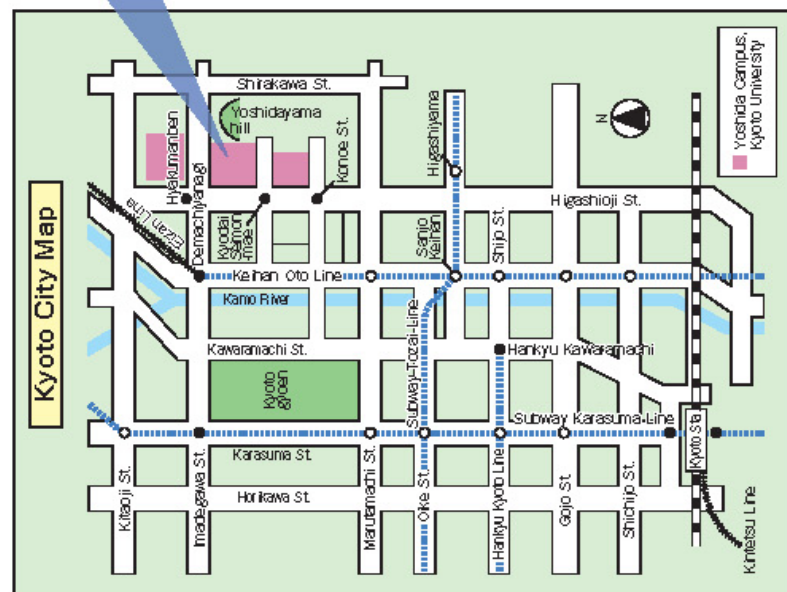 Kyoto City Map
Shirakawa St.
Yoshidayama
hill
Hyakumanben
Konoe St.
Higashiyama
N
Yoshida Campus,
Kyoto University
Eizan Line
Demachiyanagi
Kyodai
Seimon
-mae
Higashioji St.
Sanjo
Keihan
Shijo St.
Keihan Oto Line
Kamo River
Kawaramachi St.
Subway-Tozai-Line
Hankyu Kawaramachi
Kyoto
gyoen
Subway Karasuma-Line
Karasuma St.
Kyoto Sta
Horikawa St.
Kitaoji St.
Imadegawa St.
Marutamachi St.
Oike St.
Hankyu Kyoto Line
Gojo St.
Shichijo St.
Kintetsu Line